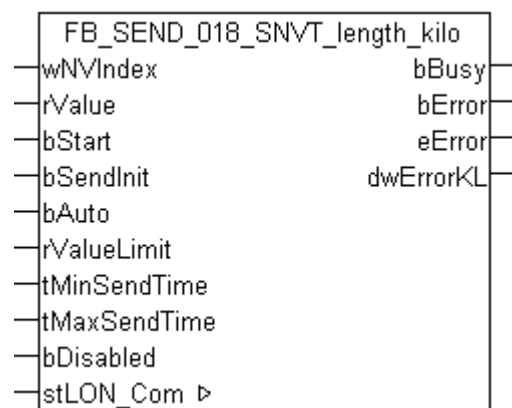 FB_SEND_018_SNVT_length_kilo
wNVIndex bBusy
rValue bError
bStart eError
bSendInit dwErrorKL
bAuto
rValueLimit
tMinSendTime
tMaxSendTime
bDisabled
stLON_Com ▷